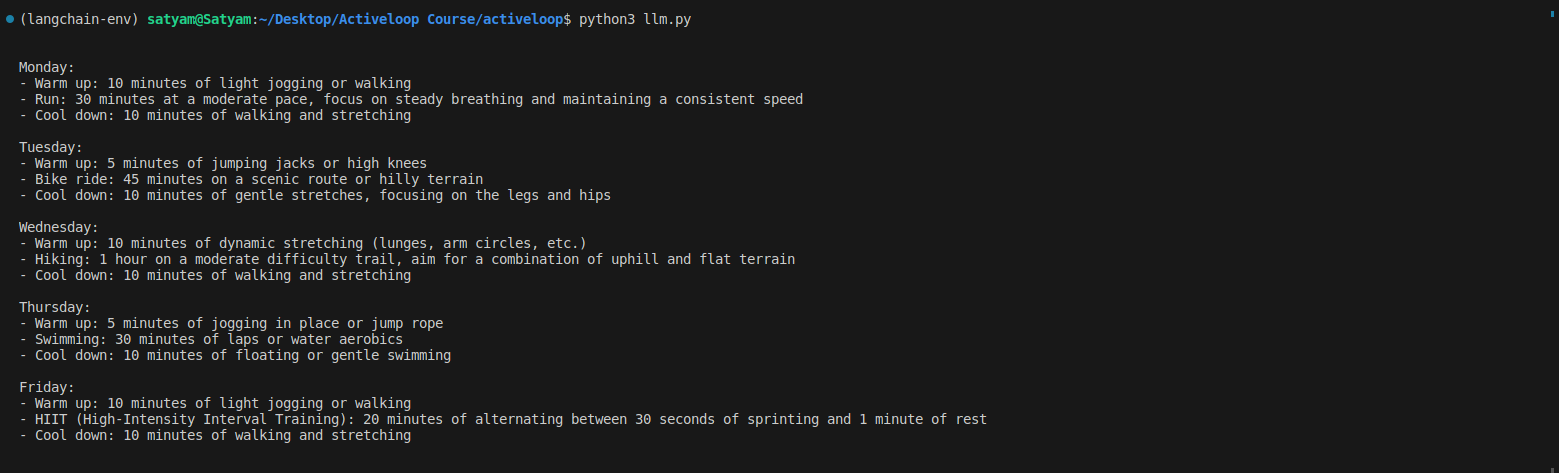 (langchain-env) satyam@Satyam:~/Desktop/Activeloop Course/activeloop$ python3 llm.py
Monday:
- Warm up: 10 minutes of light jogging or walking
- Run: 30 minutes at a moderate pace, focus on steady breathing and maintaining a consistent speed
- Cool down: 10 minutes of walking and stretching
Tuesday:
- Warm up: 5 minutes of jumping jacks or high knees
- Bike ride: 45 minutes on a scenic route or hilly terrain
- Cool down: 10 minutes of gentle stretches, focusing on the legs and hips
Wednesday:
- Warm up: 10 minutes of dynamic stretching (lunges, arm circles, etc.)
- Hiking: 1 hour on a moderate difficulty trail, aim for a combination of uphill and flat terrain
- Cool down: 10 minutes of walking and stretching
Thursday:
- Warm up: 5 minutes of jogging in place or jump rope
- Swimming: 30 minutes of laps or water aerobics
- Cool down: 10 minutes of floating or gentle swimming
Friday:
- Warm up: 10 minutes of light jogging or walking
- HIIT (High-Intensity Interval Training): 20 minutes of alternating between 30 seconds of sprinting and 1 minute of rest
- Cool down: 10 minutes of walking and stretching